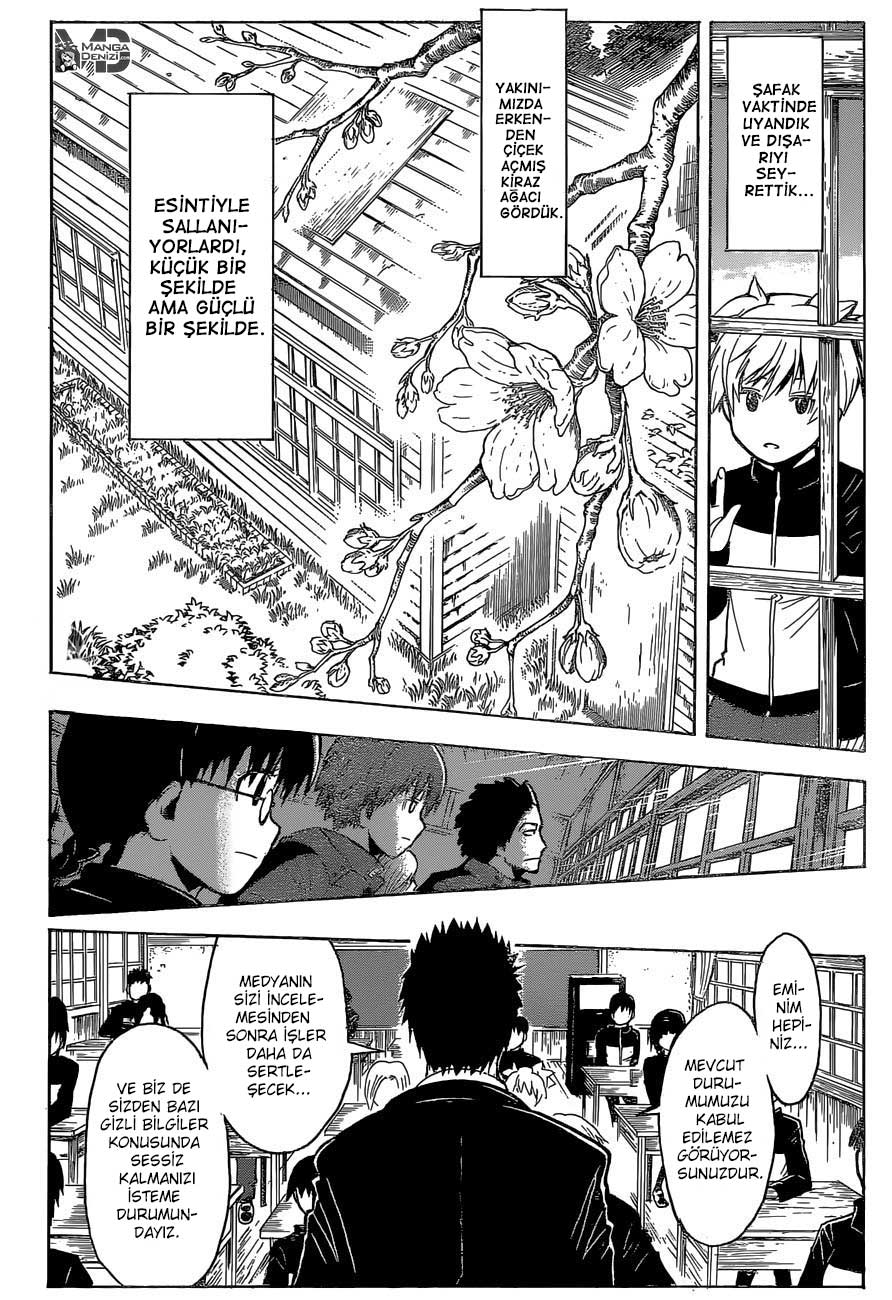 MANGA
DENİZİ
ŞAFAK
VAKTİNDE
UYANDIK
VE DIŞA-
RIYI
SEY-
RETTİK...
YAKINI-
MIZDA
ERKEN-
DEN
ÇİÇEK
AÇMIŞ
KİRAZ
AĞACI
GÖRDÜK.
ESİNTİYLE
SALLANI-
YORLARDI,
KÜÇÜK BİR
ŞEKİLDE
AMA GÜÇLÜ
BİR ŞEKİLDE.
EMİ-
NİM
HEPİ-
NİZ...
MEVCUT
DURU-
MUMUZU
KABUL
EDİLEMEZ
GÖRÜYOR-
SUNUZDUR.
MEDYANIN
SİZİ İNCELE-
MESİNDEN
SONRA İŞLER
DAHA DA
SERTLE-
ŞECEK...
VE BİZ DE
SİZDEN BAZI
GİZLİ BİLGİLER
KONUSUNDA
SESSİZ
KALMANIZI
İSTEME
DURUMUN-
DAYIZ.